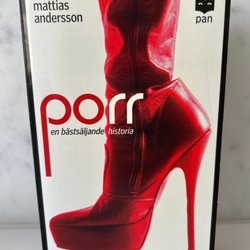 mattias
andersson
pan
porr
en bästsäljande historia